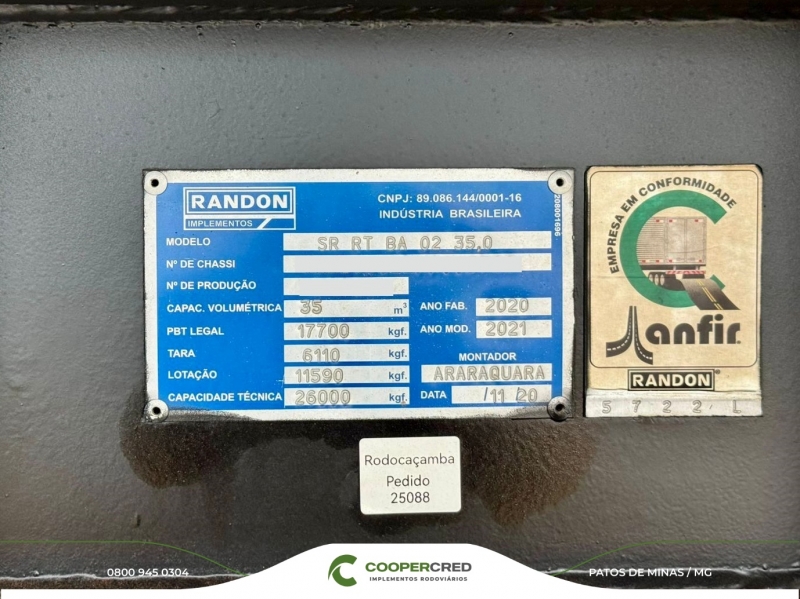 RANDON
IMPLEMENTOS
CNPJ: 89.086.144/0001-16
INDÚSTRIA BRASILEIRA
206001696
MODELO SR RT BA 02 35.0
Nº DE CHASSI
Nº DE PRODUÇÃO
CAPAC. VOLUMÉTRICA 35 m³ ANO FAB. 2020
PBT LEGAL 17700 kgf. ANO MOD. 2021
TARA 6110 kgf. MONTADOR
LOTAÇÃO 11590 kgf. ARARAQUARA
CAPACIDADE TÉCNICA 26000 kgf. DATA /11/20
EMPRESA EM CONFORMIDADE
anfir
RANDON
5 7 2 2 L
Rodocaçamba
Pedido
25088
0800 945 0304
COOPERCRED
IMPLEMENTOS RODOVIÁRIOS
PATOS DE MINAS / MG